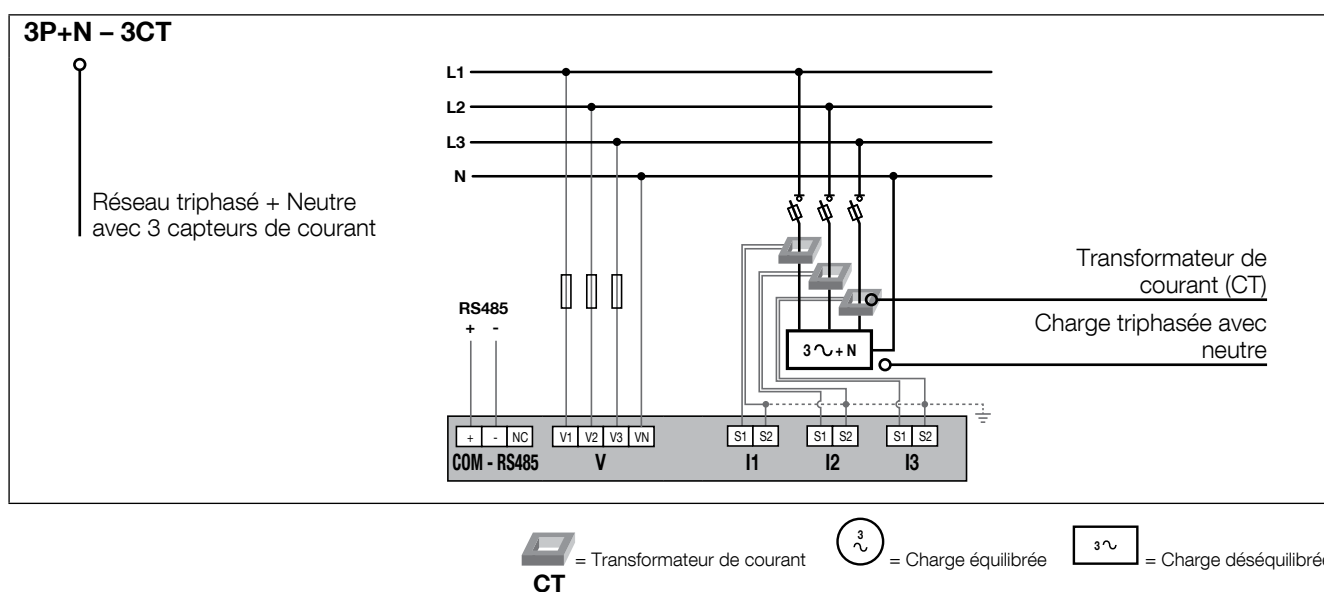 3P+N – 3CT
Réseau triphasé + Neutre
avec 3 capteurs de courant
L1
L2
L3
N
RS485
+ -
Transformateur de
courant (CT)
Charge triphasée avec
neutre
3 ∿ + N
+ - NC V1 V2 V3 VN S1 S2 S1 S2 S1 S2
COM - RS485 V I1 I2 I3
= Transformateur de courant
CT
3
∿
= Charge équilibrée
3∿
= Charge déséquilibrée